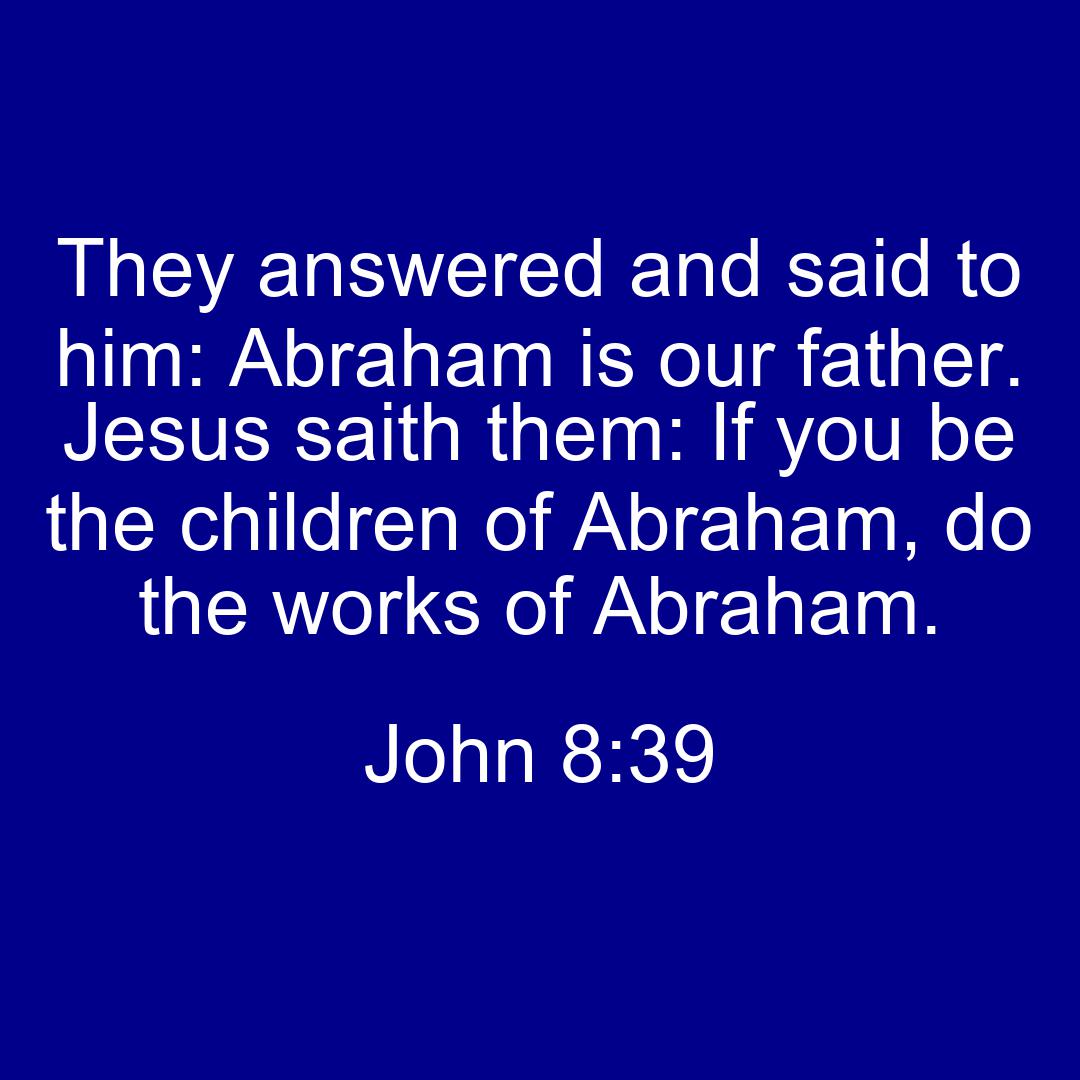 They answered and said to
him: Abraham is our father.
Jesus saith them: If you be
the children of Abraham, do
the works of Abraham.
John 8:39